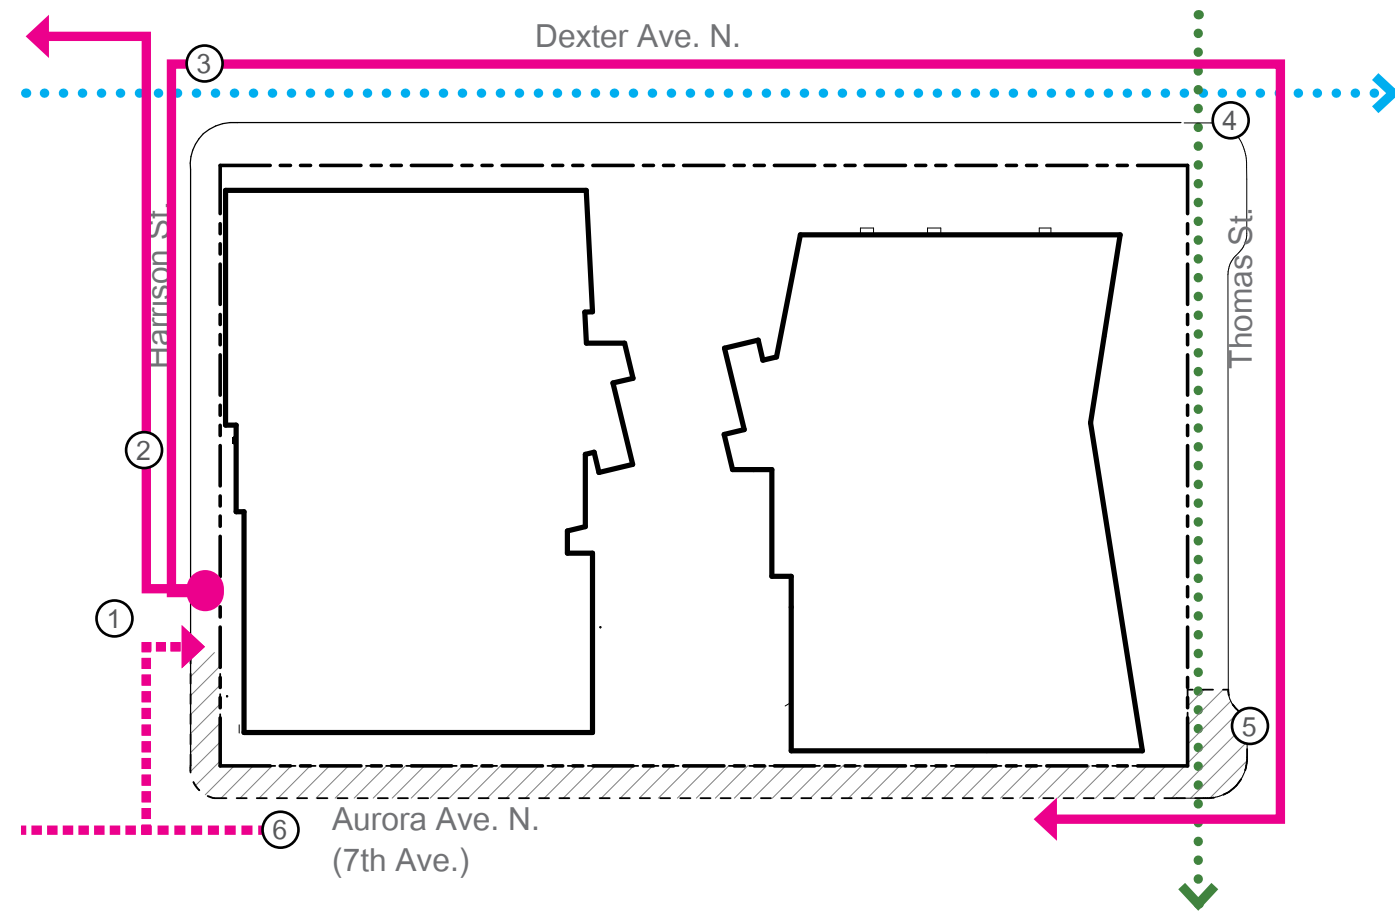 Dexter Ave. N.
3
4
Harrison St.
Thomas St.
2
1
5
6
Aurora Ave. N.
(7th Ave.)